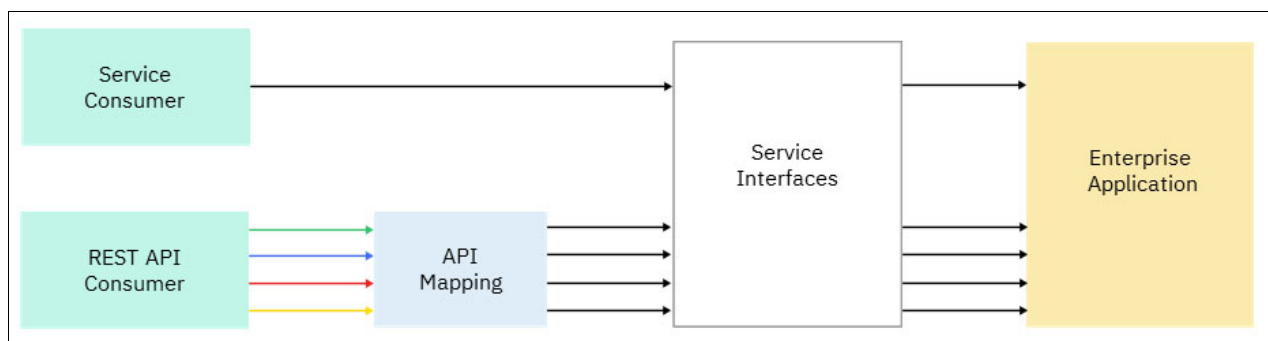 Service
Consumer
Service
Interfaces
Enterprise
Application
REST API
Consumer
API
Mapping